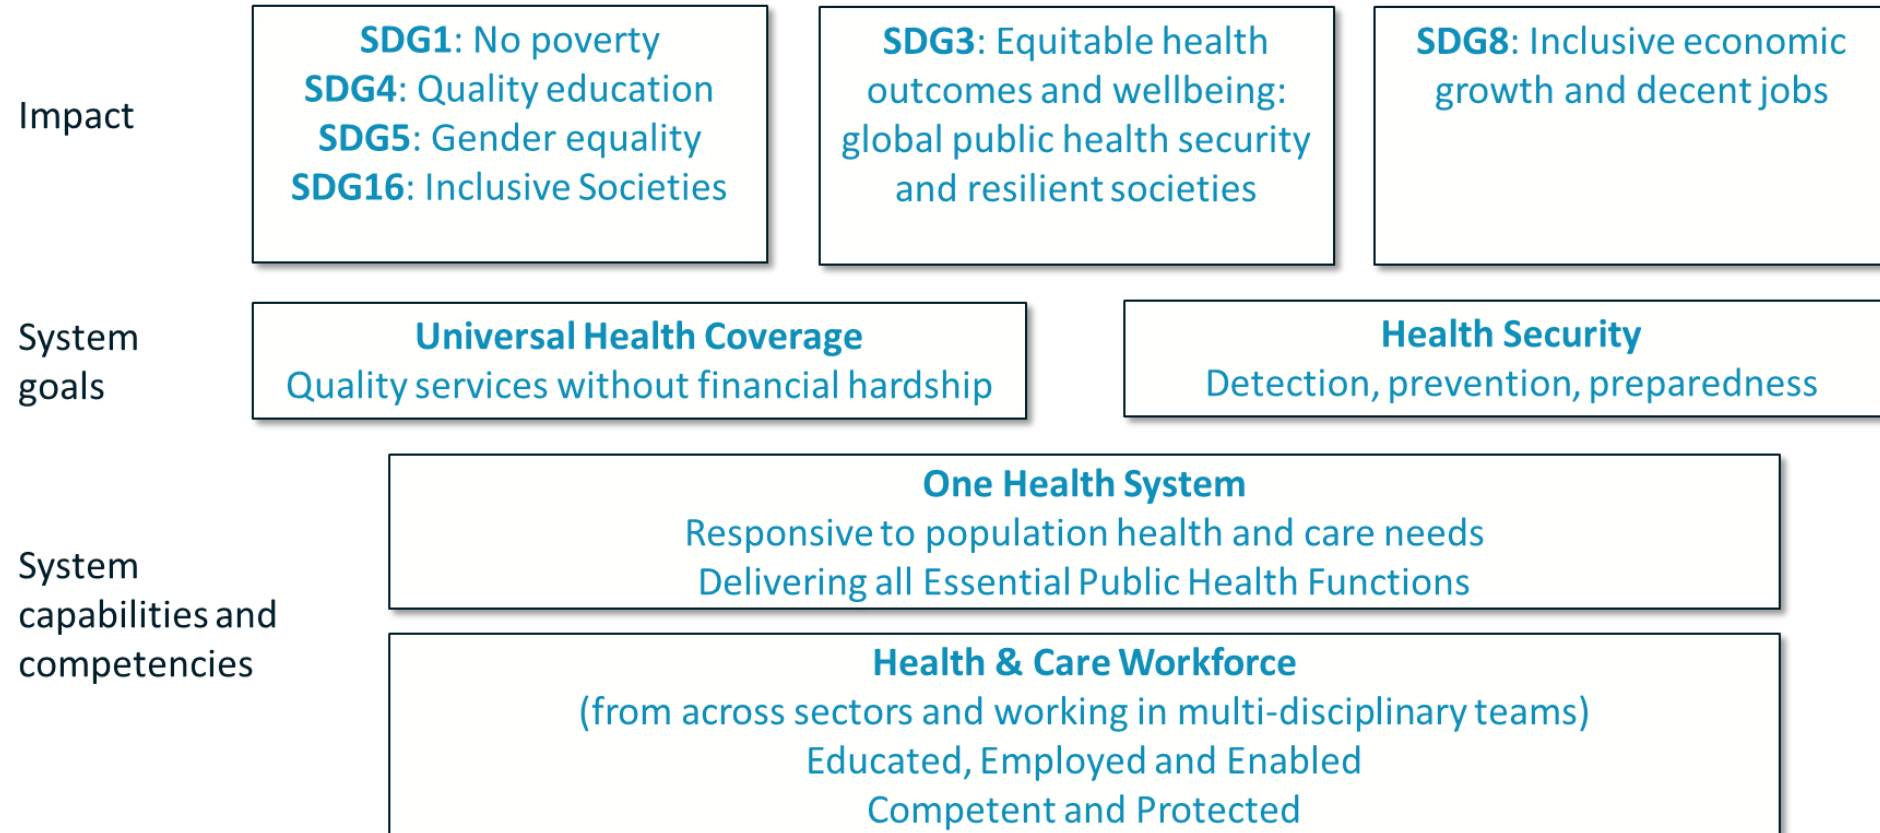 Impact
SDG1: No poverty
SDG4: Quality education
SDG5: Gender equality
SDG16: Inclusive Societies
SDG3: Equitable health
outcomes and wellbeing:
global public health security
and resilient societies
SDG8: Inclusive economic
growth and decent jobs
System
goals
Universal Health Coverage
Quality services without financial hardship
Health Security
Detection, prevention, preparedness
System
capabilities and
competencies
One Health System
Responsive to population health and care needs
Delivering all Essential Public Health Functions
Health & Care Workforce
(from across sectors and working in multi-disciplinary teams)
Educated, Employed and Enabled
Competent and Protected